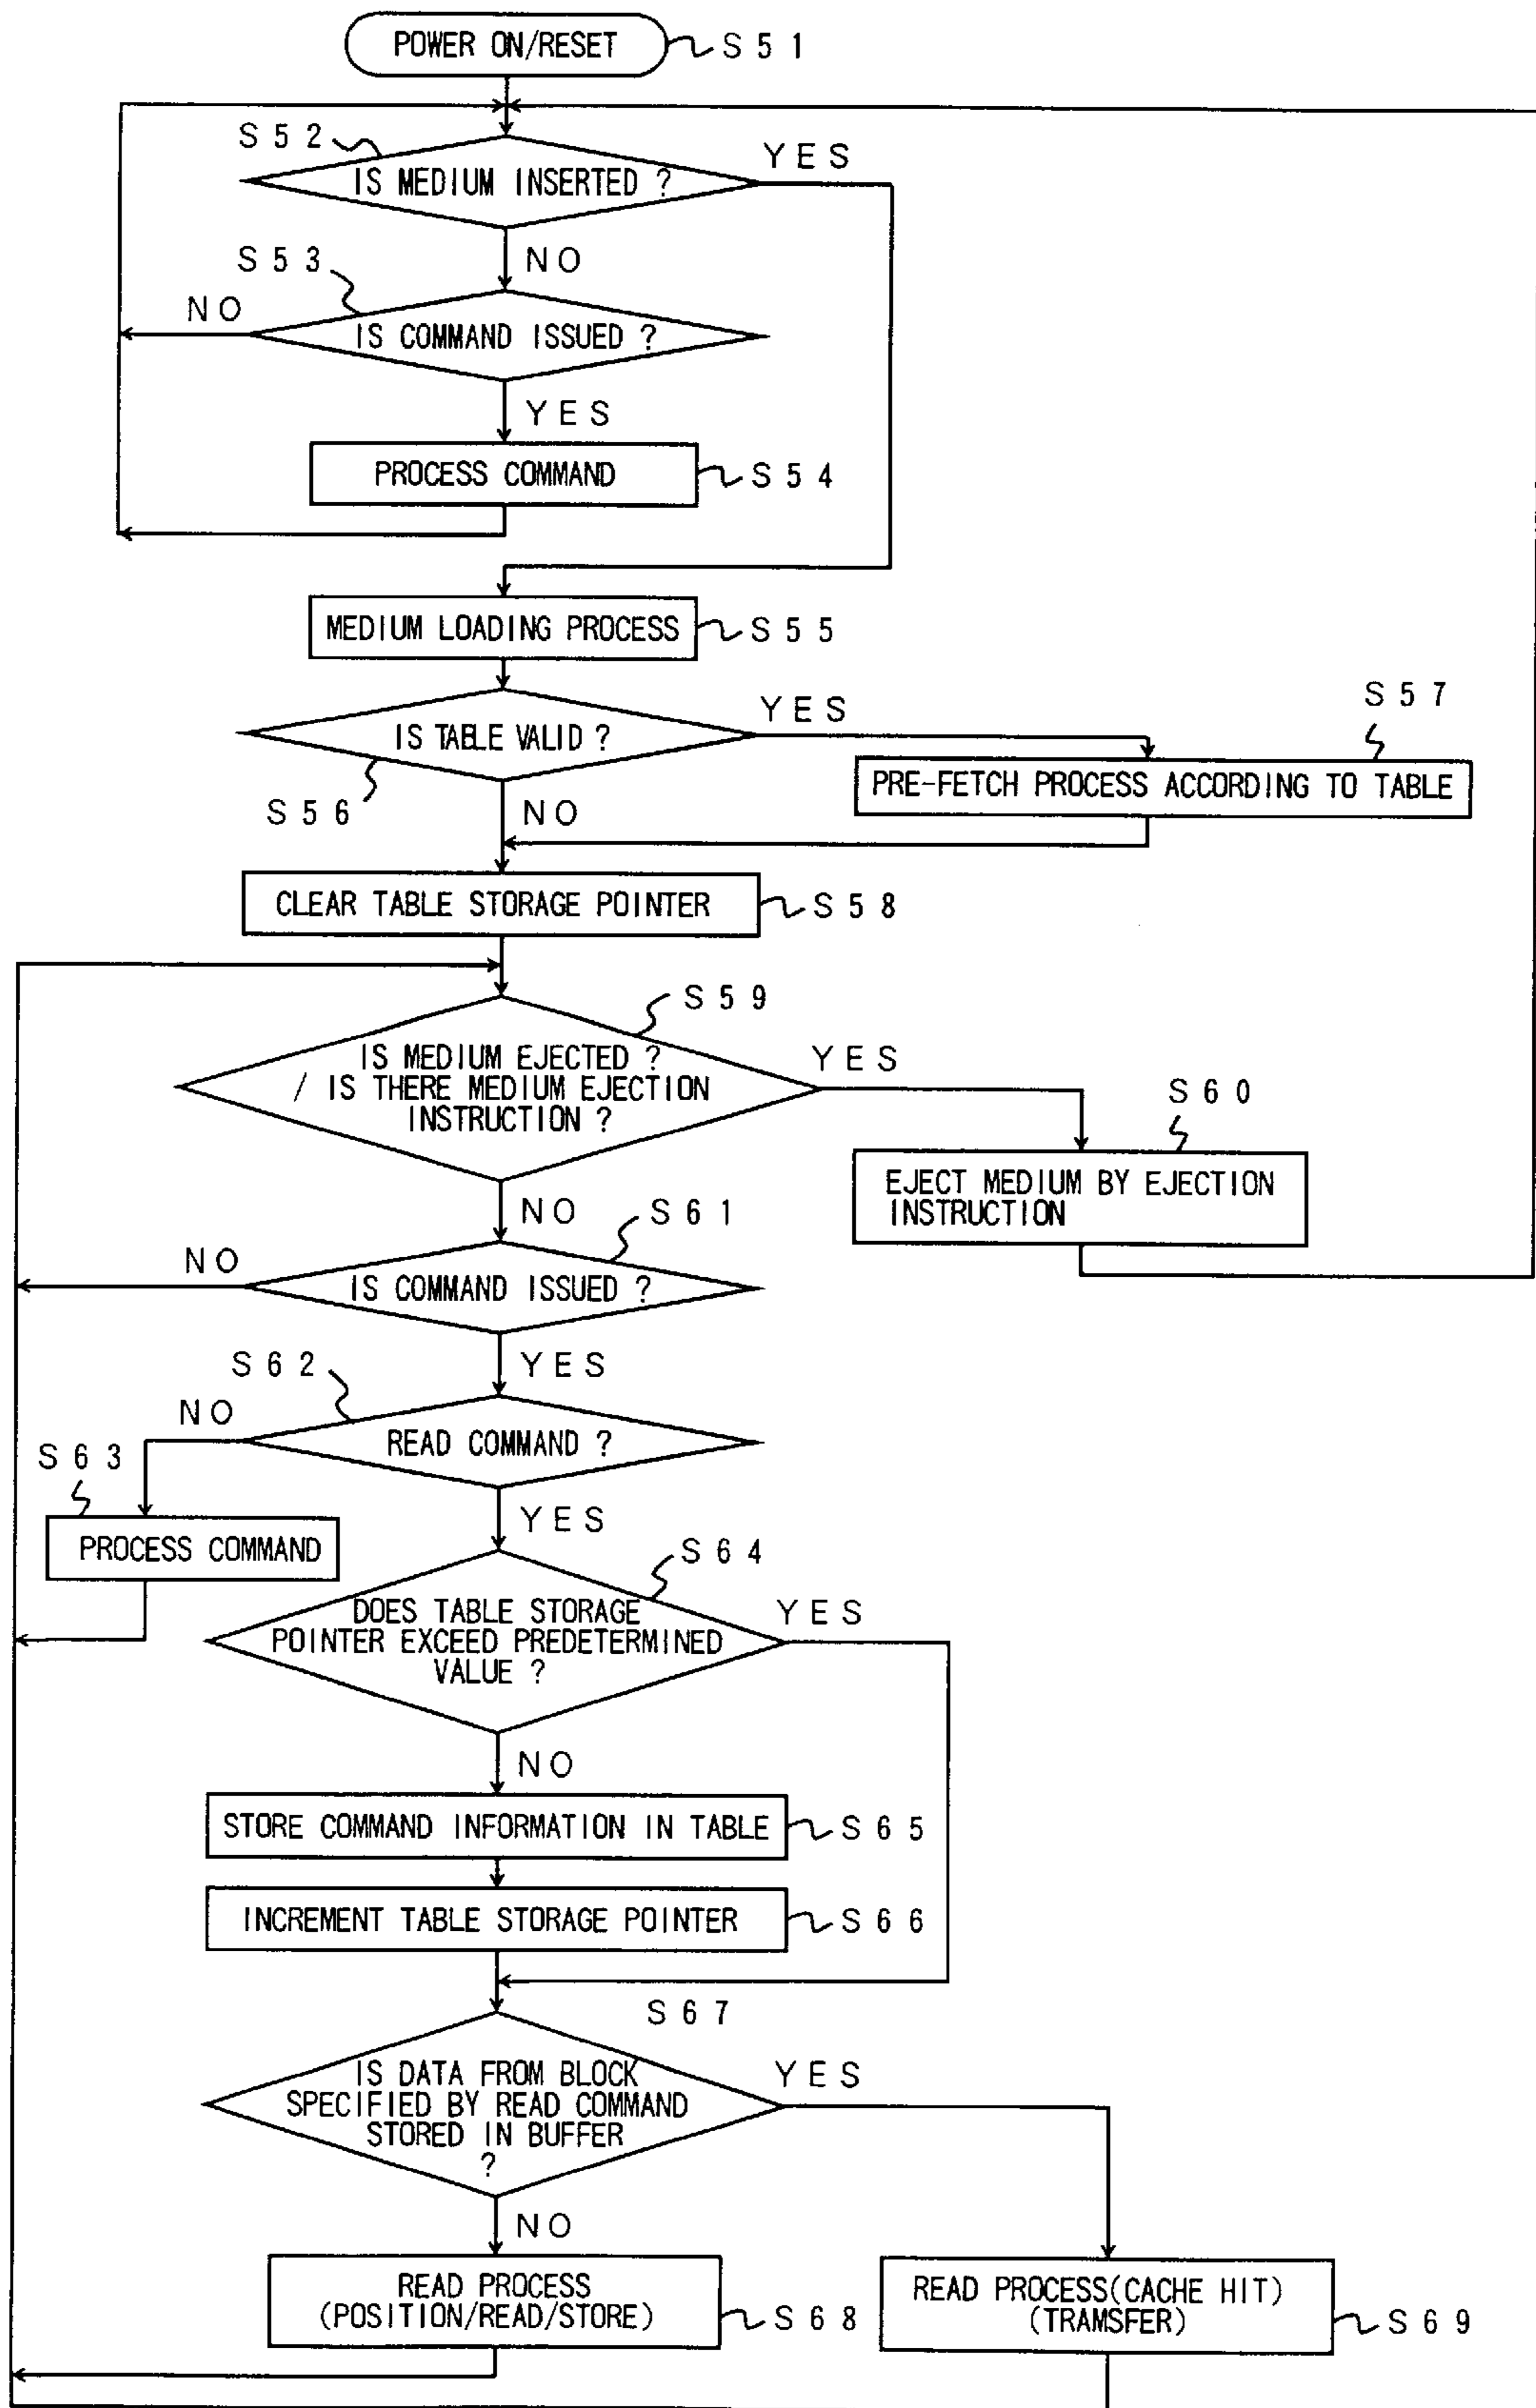 POWER ON/RESET
S51
S52
IS MEDIUM INSERTED ?
YES
NO
S53
NO
IS COMMAND ISSUED ?
YES
PROCESS COMMAND
S54
MEDIUM LOADING PROCESS
S55
IS TABLE VALID ?
YES
S57
PRE-FETCH PROCESS ACCORDING TO TABLE
S56
NO
CLEAR TABLE STORAGE POINTER
S58
S59
IS MEDIUM EJECTED ?
/ IS THERE MEDIUM EJECTION
INSTRUCTION ?
YES
S60
EJECT MEDIUM BY EJECTION
INSTRUCTION
NO
S61
NO
IS COMMAND ISSUED ?
YES
S62
NO
READ COMMAND ?
S63
YES
PROCESS COMMAND
S64
DOES TABLE STORAGE
POINTER EXCEED PREDETERMINED
VALUE ?
YES
NO
STORE COMMAND INFORMATION IN TABLE
S65
INCREMENT TABLE STORAGE POINTER
S66
S67
IS DATA FROM BLOCK
SPECIFIED BY READ COMMAND
STORED IN BUFFER
?
YES
NO
READ PROCESS
(POSITION/READ/STORE)
S68
READ PROCESS(CACHE HIT)
(TRAMSFER)
S69